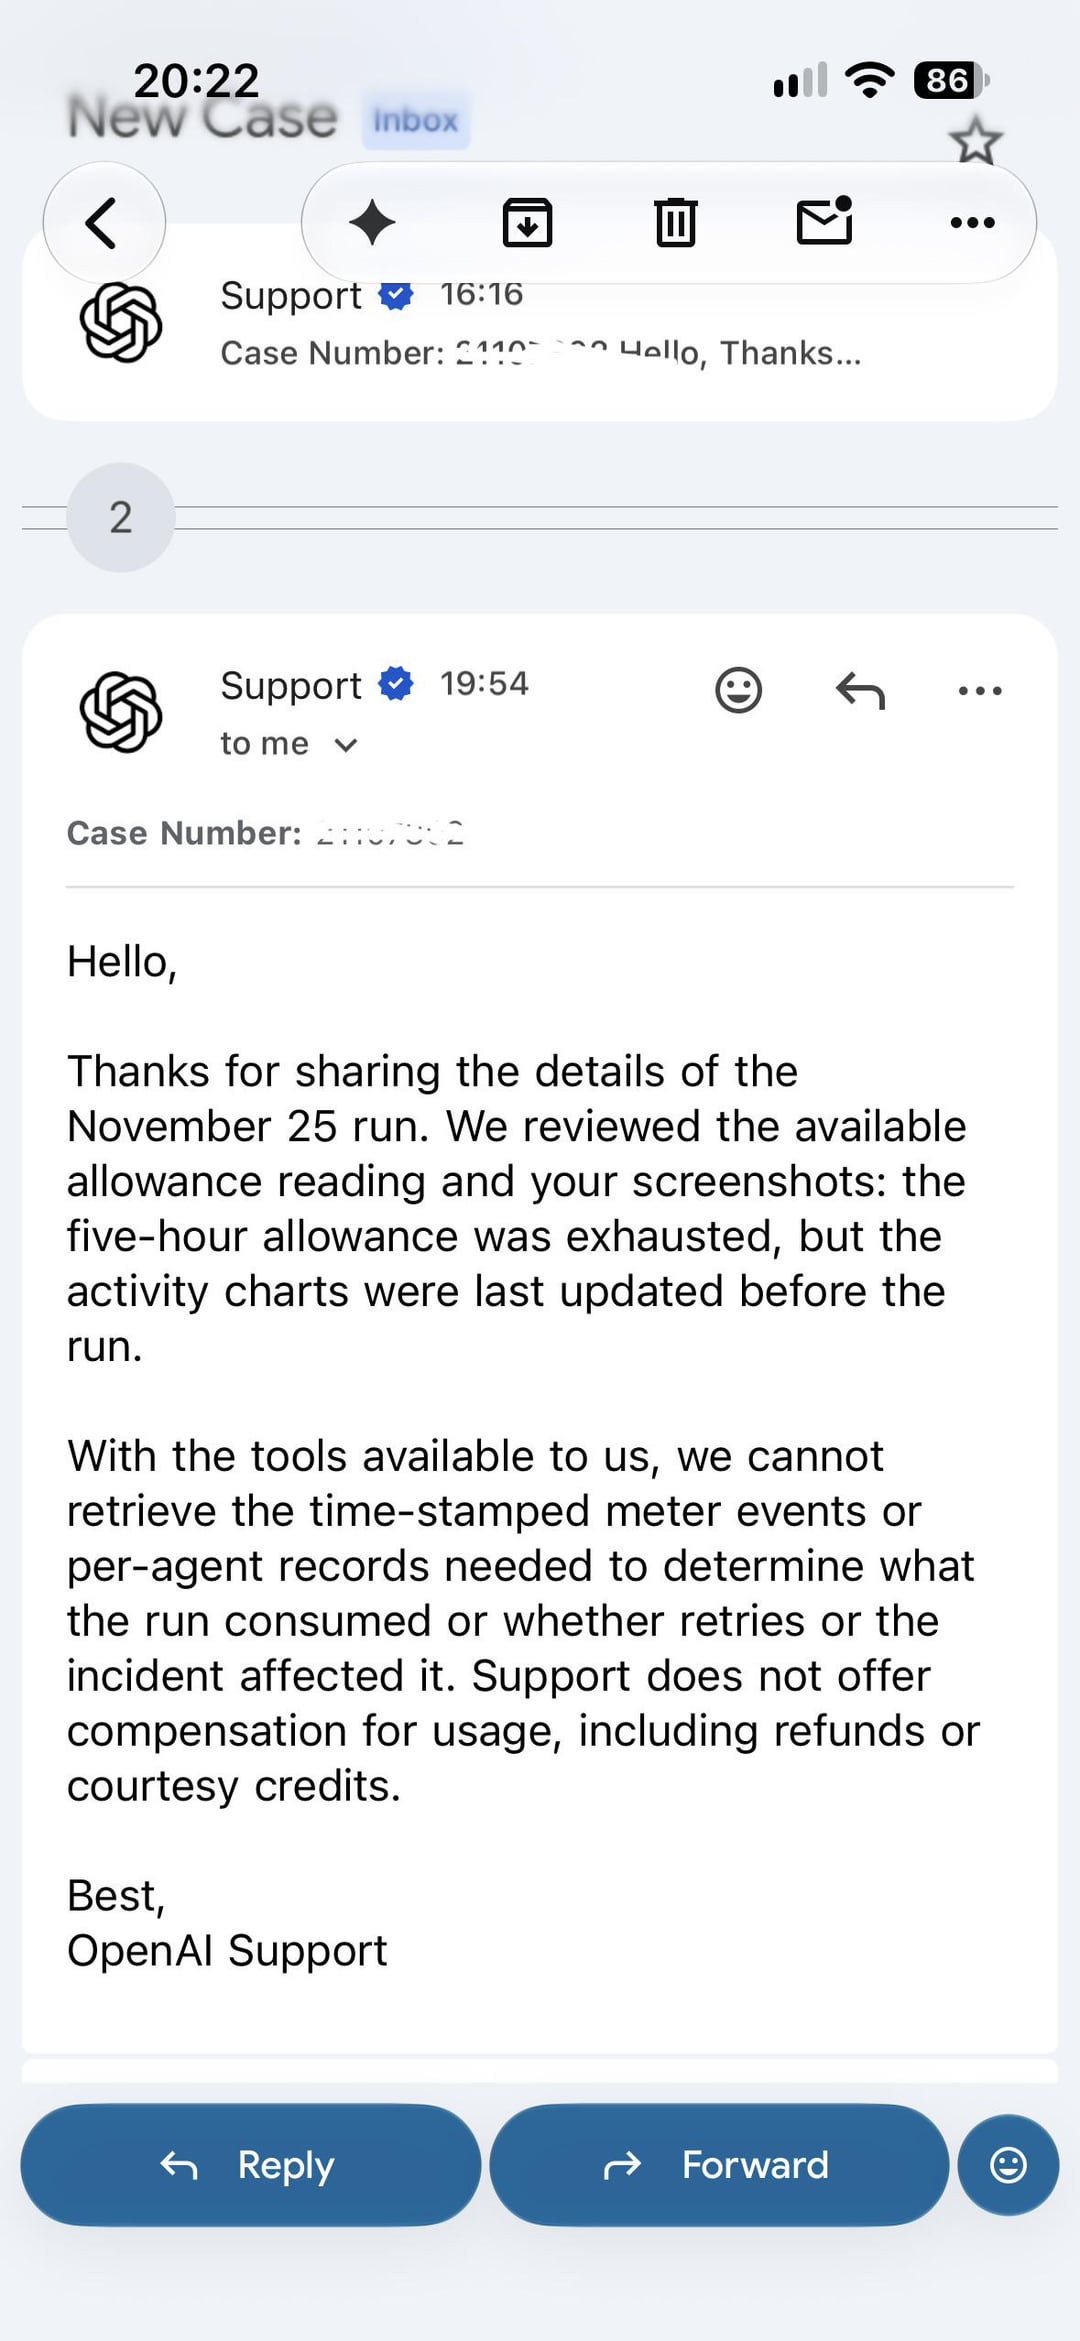 20:22
86
New Case Inbox
Support 16:16
Case Number: Hello, Thanks...
2
Support 19:54
to me
Case Number:
Hello,
Thanks for sharing the details of the
November 25 run. We reviewed the available
allowance reading and your screenshots: the
five-hour allowance was exhausted, but the
activity charts were last updated before the
run.
With the tools available to us, we cannot
retrieve the time-stamped meter events or
per-agent records needed to determine what
the run consumed or whether retries or the
incident affected it. Support does not offer
compensation for usage, including refunds or
courtesy credits.
Best,
OpenAI Support
Reply
Forward